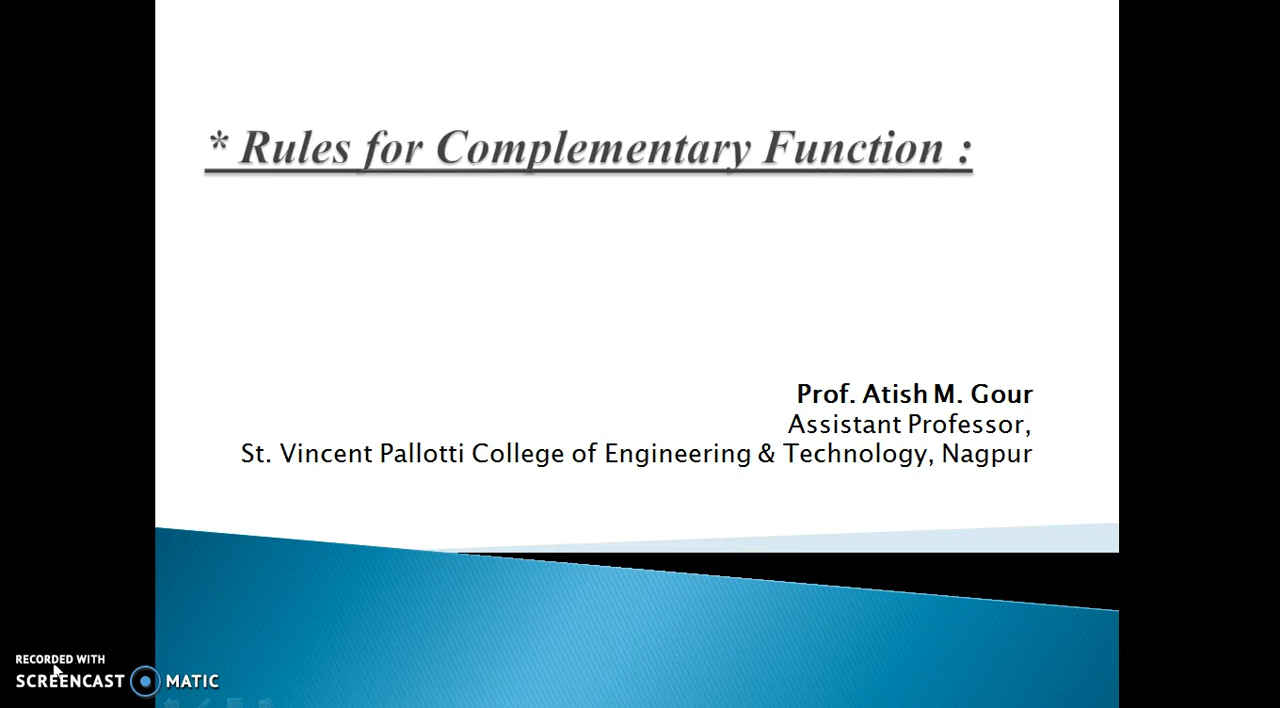 * Rules for Complementary Function :
Prof. Atish M. Gour
Assistant Professor,
St. Vincent Pallotti College of Engineering & Technology, Nagpur
RECORDED WITH
SCREENCAST MATIC